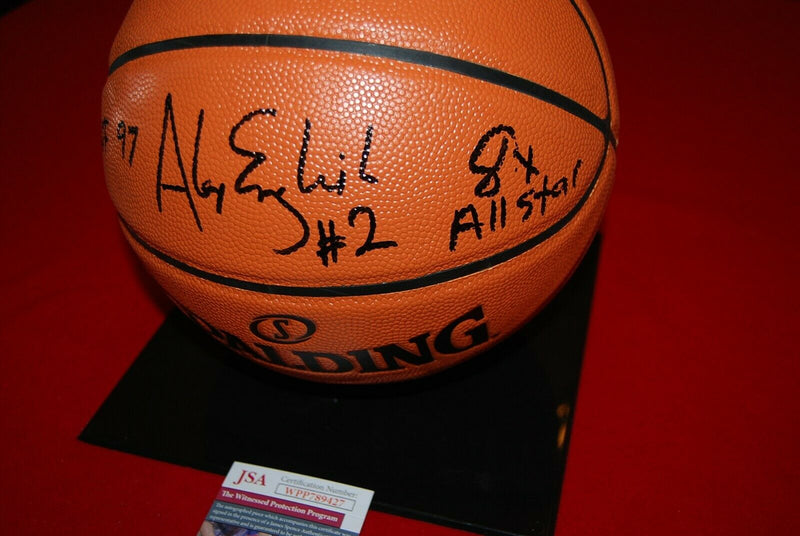 97
Alex English
#2
8x
All Star
S
SPALDING
JSA
Certification Number:
WPP789427
The Witnessed Protection Program